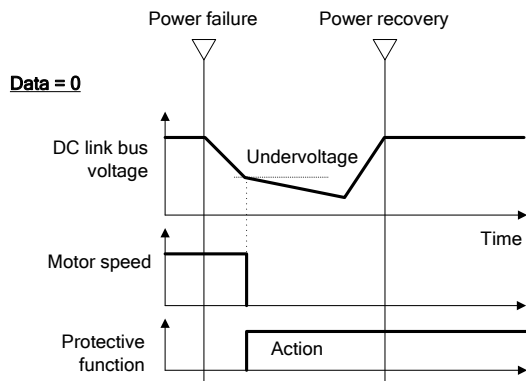 Power failure
Power recovery
Data = 0
DC link bus
voltage
Undervoltage
Time
Motor speed
Protective
function
Action